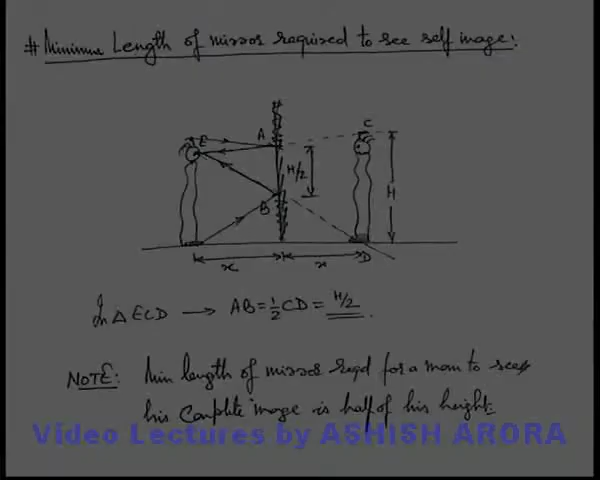 # Minimum Length of mirror required to see self image:
C
E
A
H/2
H
B
x
x
D
In △ ECD → AB = 1/2 CD = H/2.
NOTE: Min length of mirror reqd for a man to see
his complte image is half of his height.
Video Lectures by ASHISH ARORA